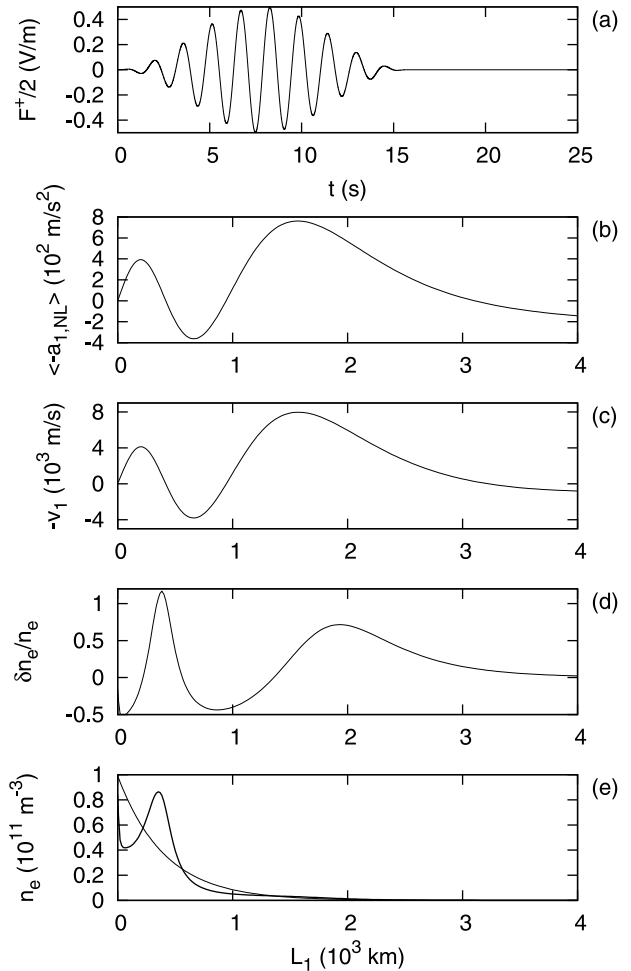 F⁺/2 (V/m)
0.4
0.2
0
-0.2
-0.4
(a)
0 5 10 15 20 25
t (s)
<-a₁,NL> (10² m/s²)
8
6
4
2
0
-2
-4
(b)
0 1 2 3 4
-v₁ (10³ m/s)
8
4
0
-4
(c)
0 1 2 3 4
δnₑ/nₑ
1
0.5
0
-0.5
(d)
0 1 2 3 4
nₑ (10¹¹ m⁻³)
1
0.8
0.6
0.4
0.2
0
(e)
0 1 2 3 4
L₁ (10³ km)